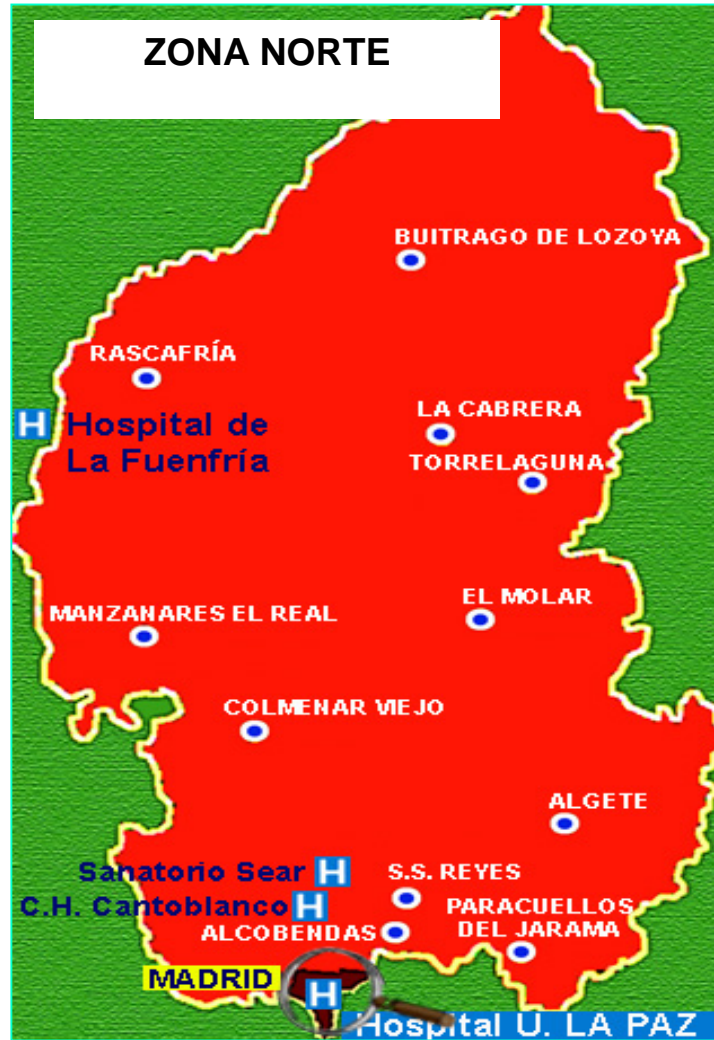 ZONA NORTE
BUITRAGO DE LOZOYA
RASCAFRÍA
LA CABRERA
H Hospital de
La Fuenfría
TORRELAGUNA
EL MOLAR
MANZANARES EL REAL
COLMENAR VIEJO
ALGETE
Sanatorio Sear H
S.S. REYES
C.H. Cantoblanco H
PARACUELLOS
DEL JARAMA
ALCOBENDAS
MADRID
H
Hospital U. LA PAZ